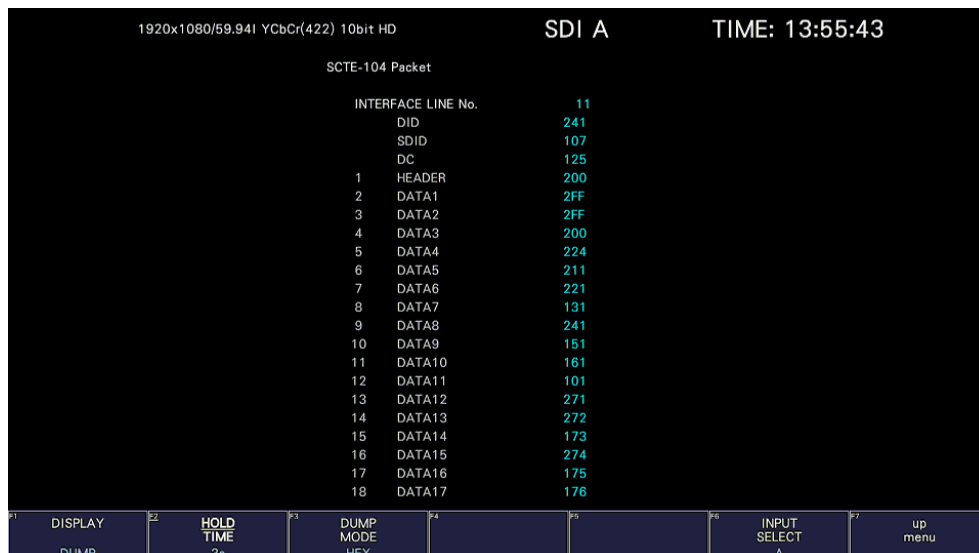 1920x1080/59.94I YCbCr(422) 10bit HD SDI A TIME: 13:55:43
SCTE-104 Packet
INTERFACE LINE No. 11
DID 241
SDID 107
DC 125
1 HEADER 200
2 DATA1 2FF
3 DATA2 2FF
4 DATA3 200
5 DATA4 224
6 DATA5 211
7 DATA6 221
8 DATA7 131
9 DATA8 241
10 DATA9 151
11 DATA10 161
12 DATA11 101
13 DATA12 271
14 DATA13 272
15 DATA14 173
16 DATA15 274
17 DATA16 175
18 DATA17 176
F1 DISPLAY F2 HOLD F3 DUMP F4 F5 F6 INPUT F7 up
TIME MODE SELECT menu
DUMP HEX A